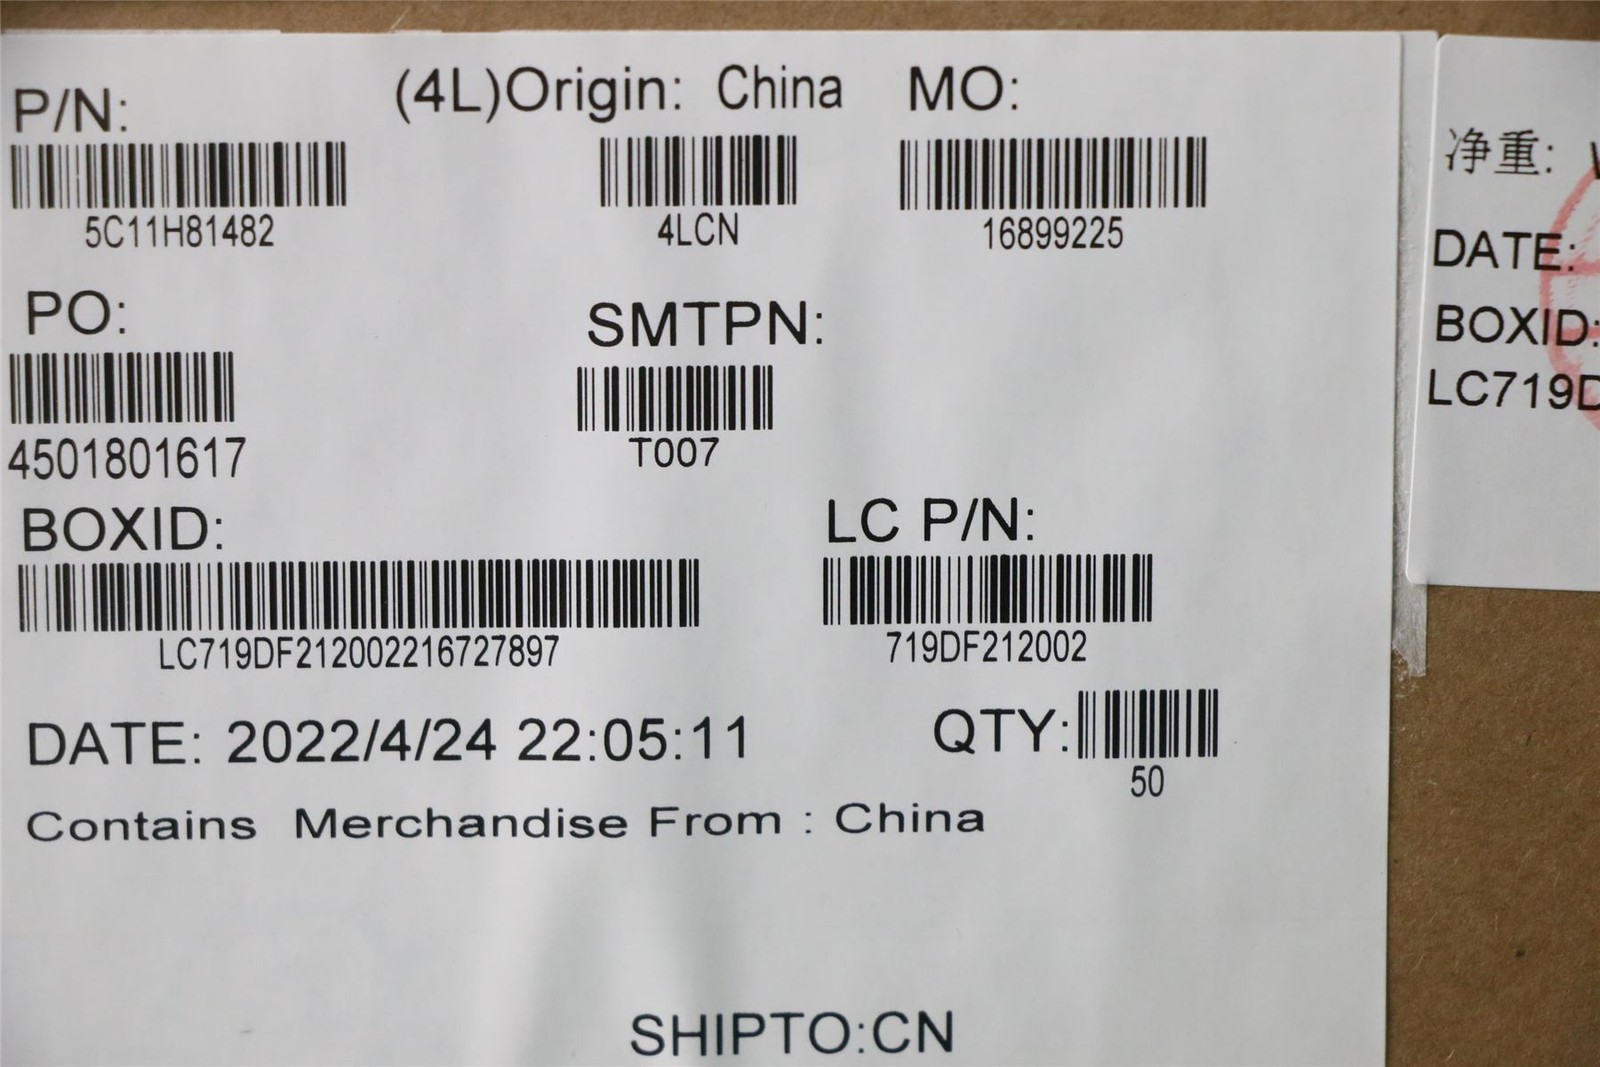 P/N:
(4L)Origin: China
MO:
5C11H81482
4LCN
16899225
PO:
SMTPN:
4501801617
T007
BOXID:
LC P/N:
LC719DF212002216727897
719DF212002
DATE: 2022/4/24 22:05:11
QTY:
50
Contains Merchandise From : China
SHIPTO:CN
净重:
DATE:
BOXID:
LC719D